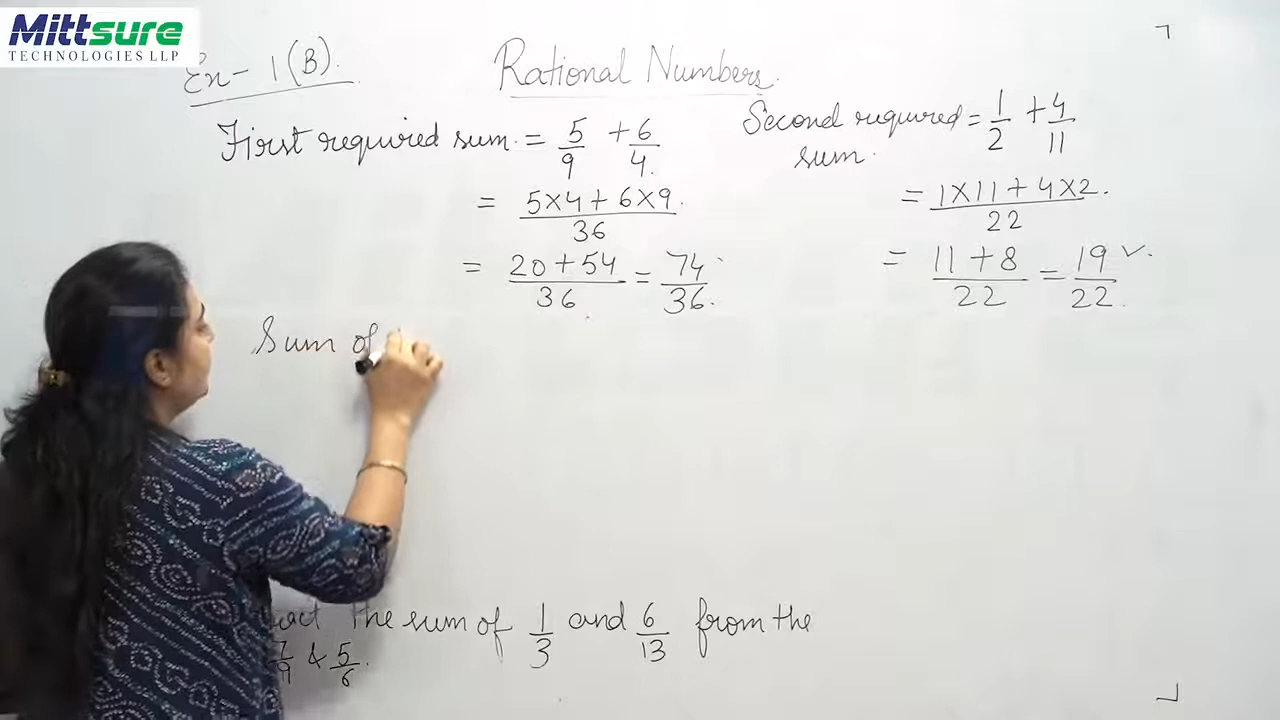 Mittsure
TECHNOLOGIES LLP
Ex- 1(B).
Rational Numbers.
First required sum. = 5/9 + 6/4.
= 5×4+6×9/36
= 20+54/36 = 74/36.
Second required = 1/2 + 4/11
sum.
= 1×11+4×2./22
= 11+8/22 = 19/22. ✓.
Sum of
the sum of 1/3 and 6/13 from the
7/9 & 5/6.